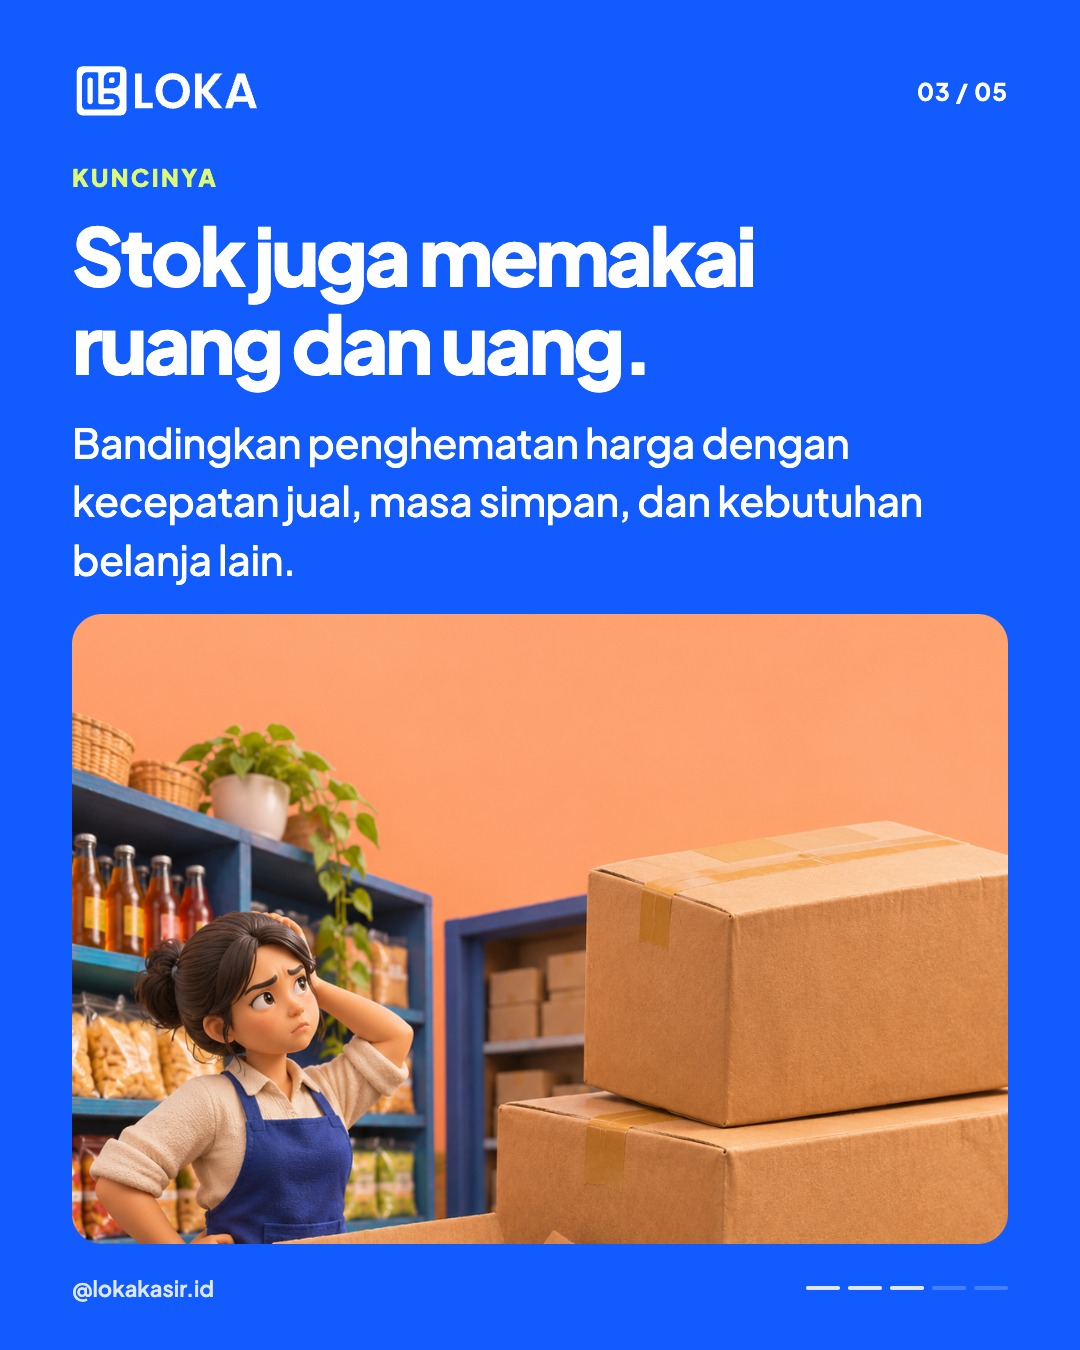 LOKA
03 / 05
KUNCINYA
Stok juga memakai
ruang dan uang.
Bandingkan penghematan harga dengan
kecepatan jual, masa simpan, dan kebutuhan
belanja lain.
@lokakasir.id